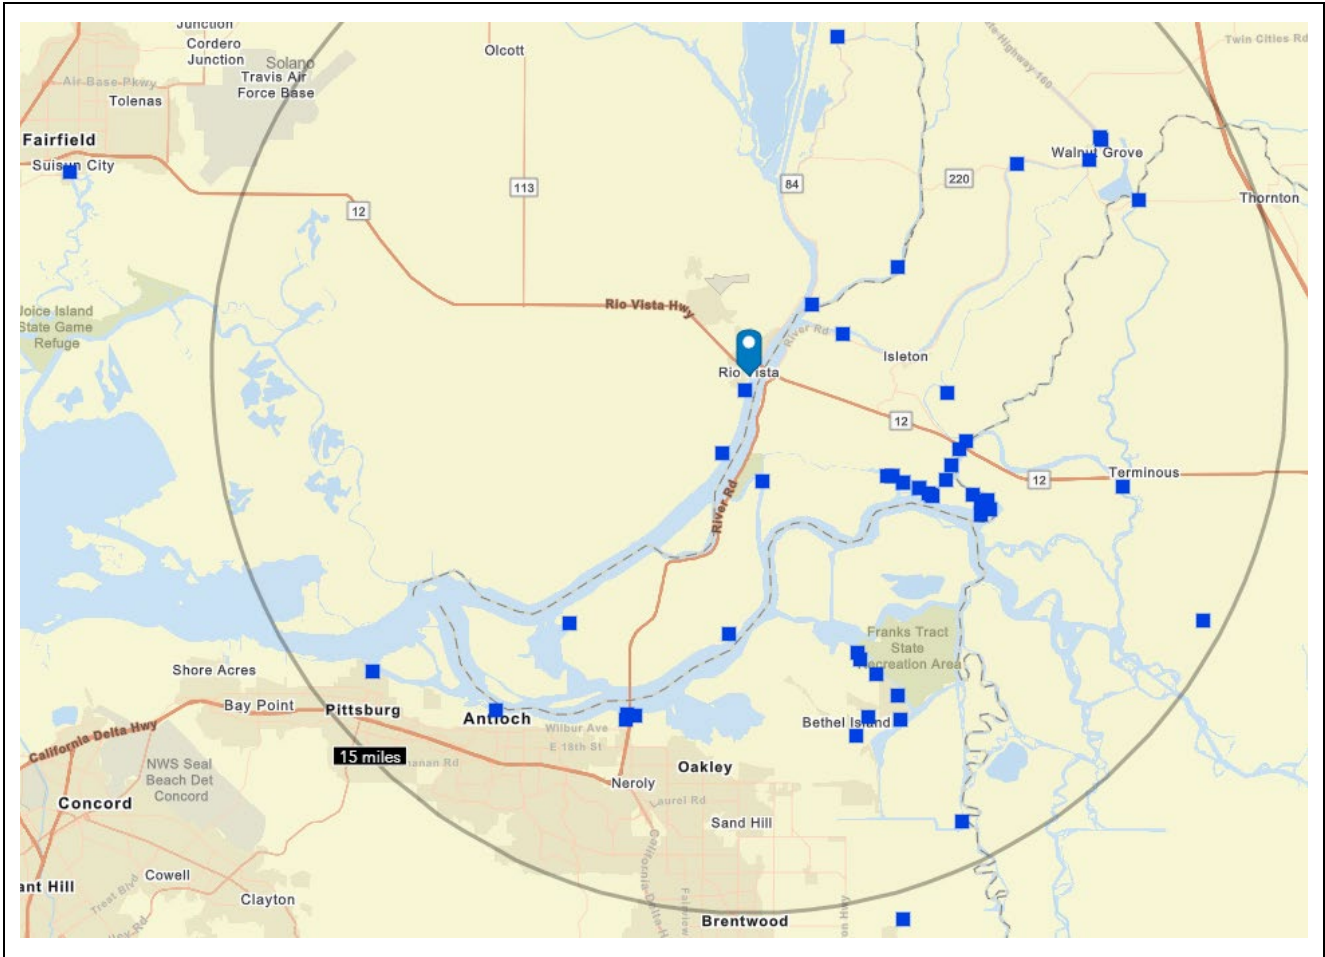 Junction
Cordero
Junction
Solano
Travis Air
Force Base
Olcott
Twin Cities Rd
Air Base Pkwy
Tolenas
Fairfield
Suisun City
Walnut Grove
113
84
220
Thornton
12
Rio Vista Hwy
Joice Island
State Game
Refuge
River Rd
Isleton
Rio Vista
12
12
Terminous
River Rd
Franks Tract
State
Recreation Area
Shore Acres
Bay Point
Pittsburg
Antioch
Wilbur Ave
E 18th St
Bethel Island
California Delta Hwy
15 miles
NWS Seal
Beach Det
Concord
Oakley
Neroly
Laurel Rd
Concord
Sand Hill
Cowell
Treat Blvd
ant Hill
Clayton
Brentwood